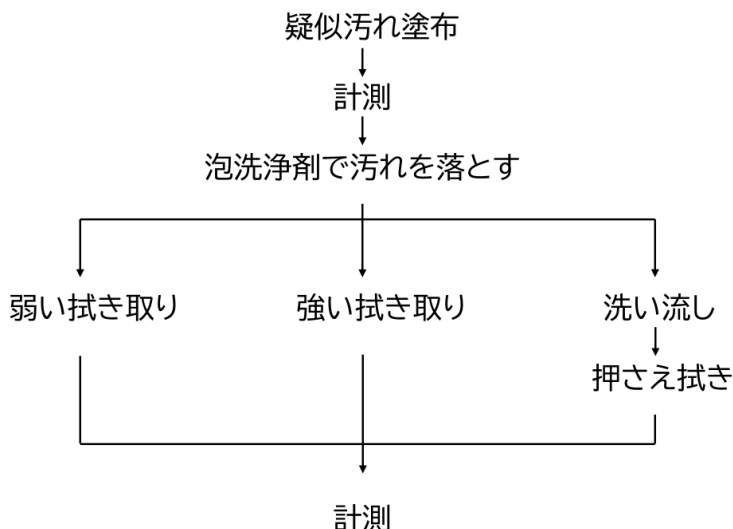 疑似汚れ塗布
計測
泡洗浄剤で汚れを落とす
弱い拭き取り
強い拭き取り
洗い流し
押さえ拭き
計測